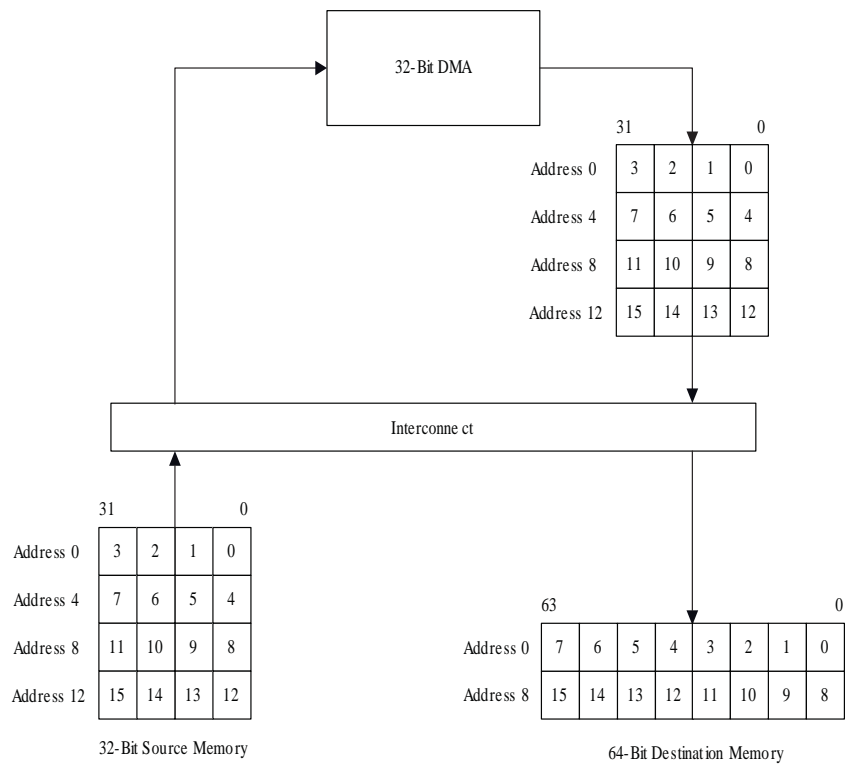 32-Bit DMA
31 0
Address 0 3 2 1 0
Address 4 7 6 5 4
Address 8 11 10 9 8
Address 12 15 14 13 12
Interconne ct
31 0
Address 0 3 2 1 0
Address 4 7 6 5 4
Address 8 11 10 9 8
Address 12 15 14 13 12
32-Bit Source Memory
63 0
Address 0 7 6 5 4 3 2 1 0
Address 8 15 14 13 12 11 10 9 8
64-Bit Destination Memory